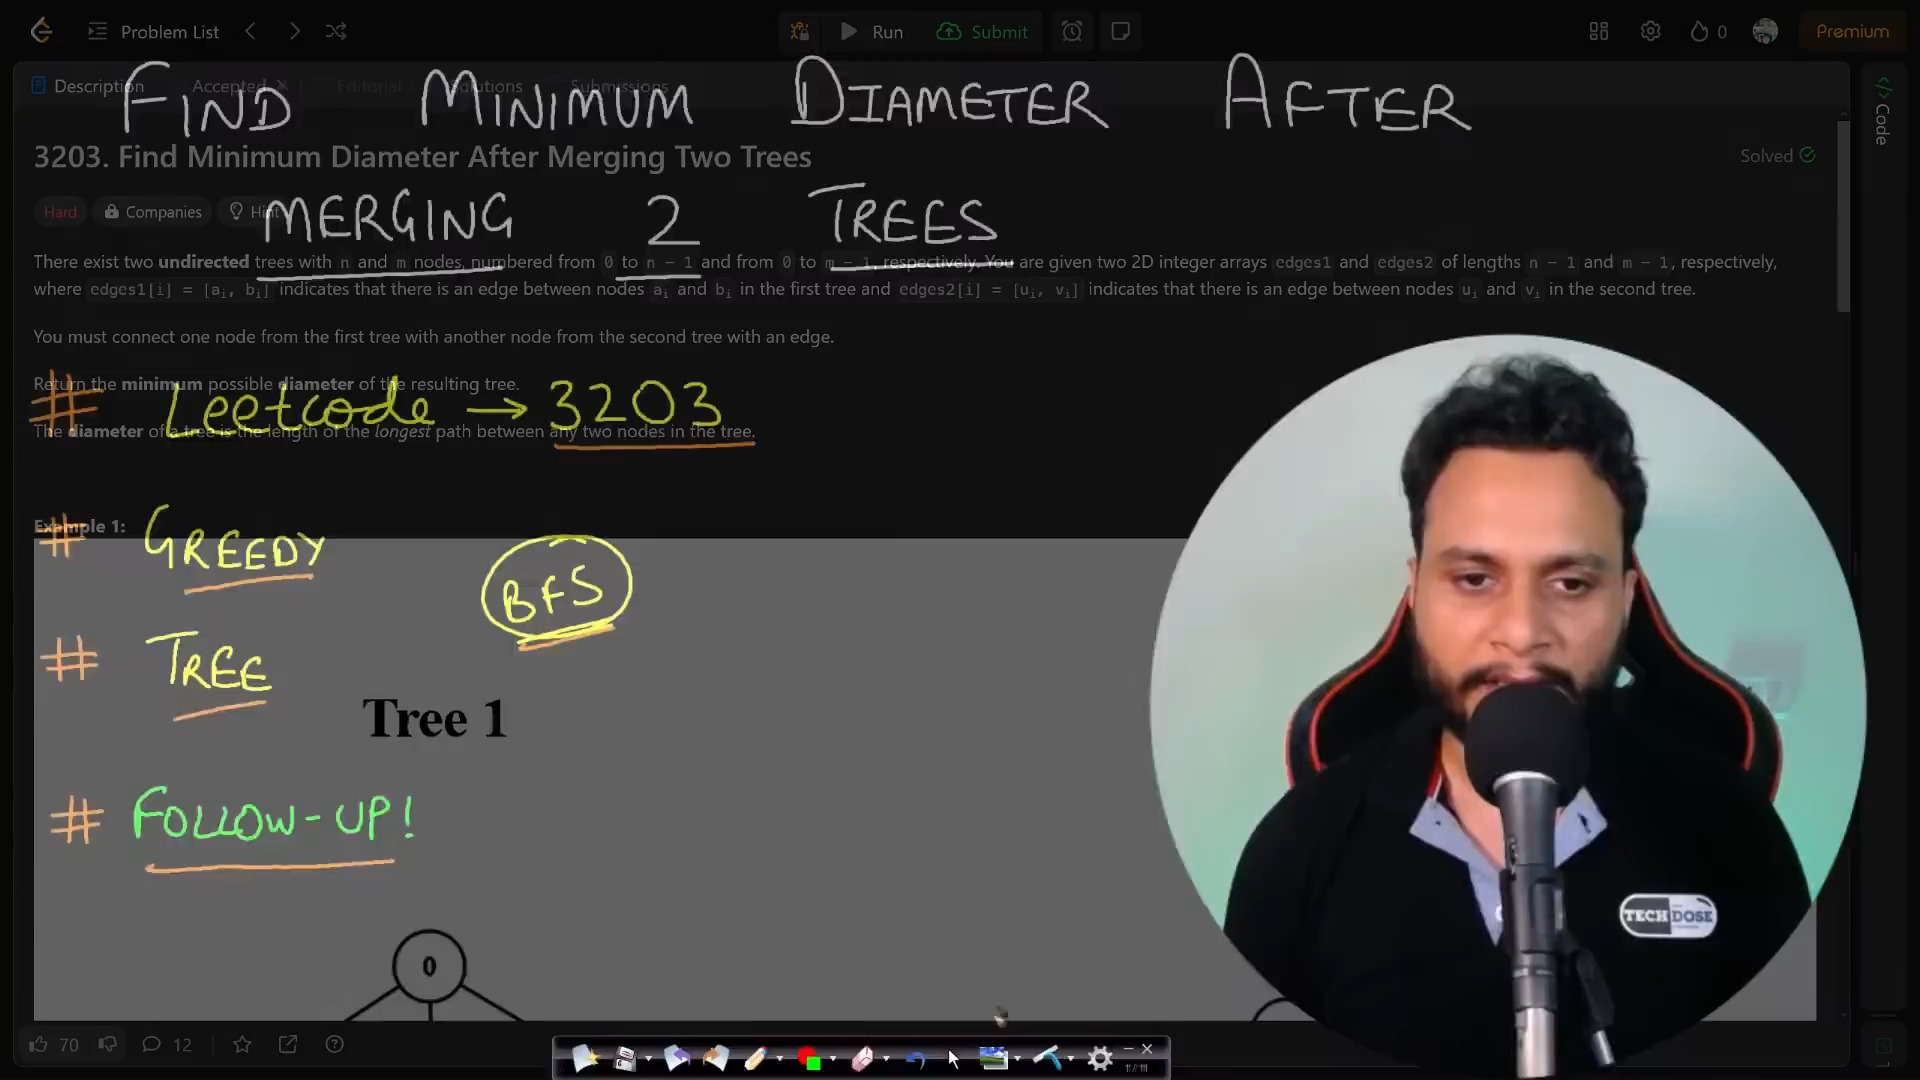 Problem List
Run
Submit
0
Premium
Description
Accepted
Editorial
Solutions
Submissions
Code
FIND MINIMUM DIAMETER AFTER
3203. Find Minimum Diameter After Merging Two Trees
Solved
MERGING 2 TREES
Hard
Companies
Hint
There exist two undirected trees with n and m nodes, numbered from 0 to n - 1 and from 0 to m - 1, respectively. You are given two 2D integer arrays edges1 and edges2 of lengths n - 1 and m - 1, respectively,
where edges1[i] = [ai, bi] indicates that there is an edge between nodes ai and bi in the first tree and edges2[i] = [ui, vi] indicates that there is an edge between nodes ui and vi in the second tree.
You must connect one node from the first tree with another node from the second tree with an edge.
Return the minimum possible diameter of the resulting tree.
# Leetcode → 3203
The diameter of a tree is the length of the longest path between any two nodes in the tree.
Example 1:
# GREEDY
BFS
# TREE
Tree 1
# FOLLOW-UP!
TECH DOSE
0
70
12
11 / 11